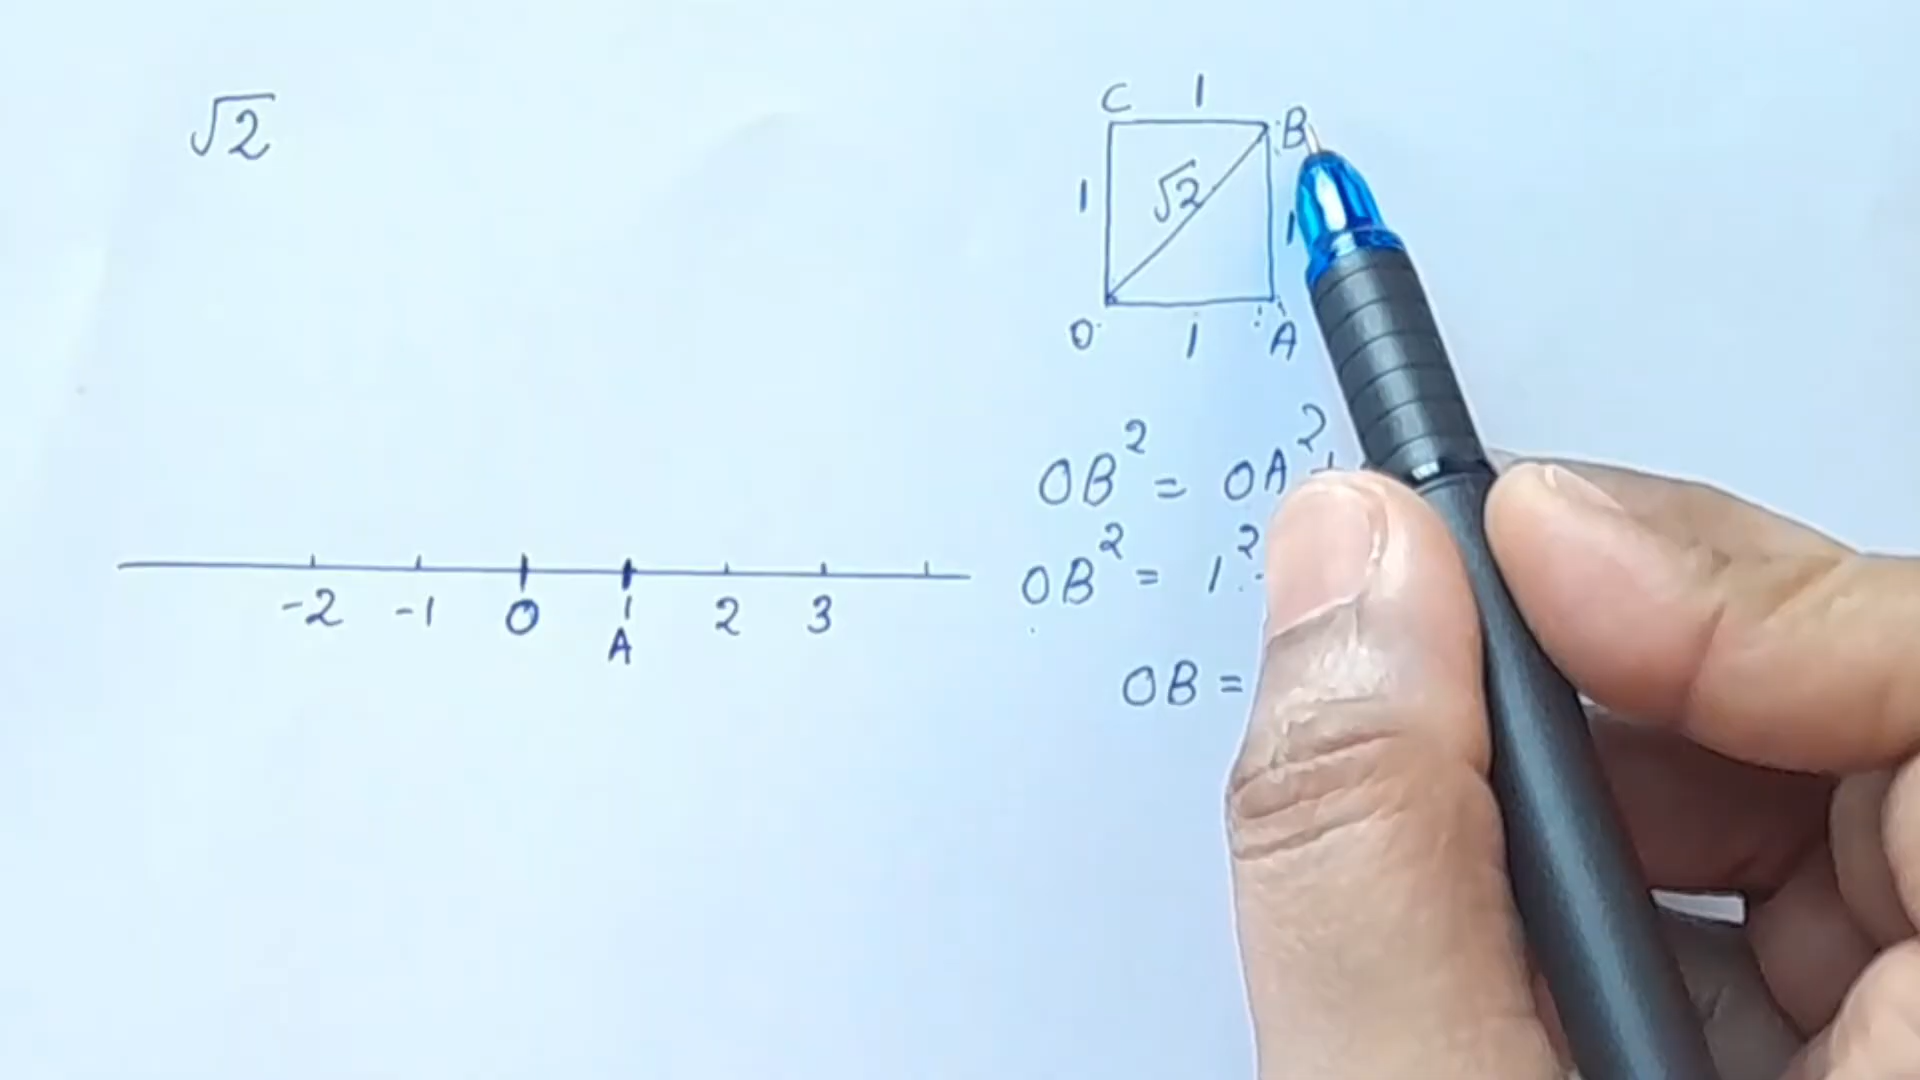 √2
C 1 B
1 √2 1
O 1 A
OB² = OA² +
OB² = 1²
-2 -1 0 1 2 3
A
OB =